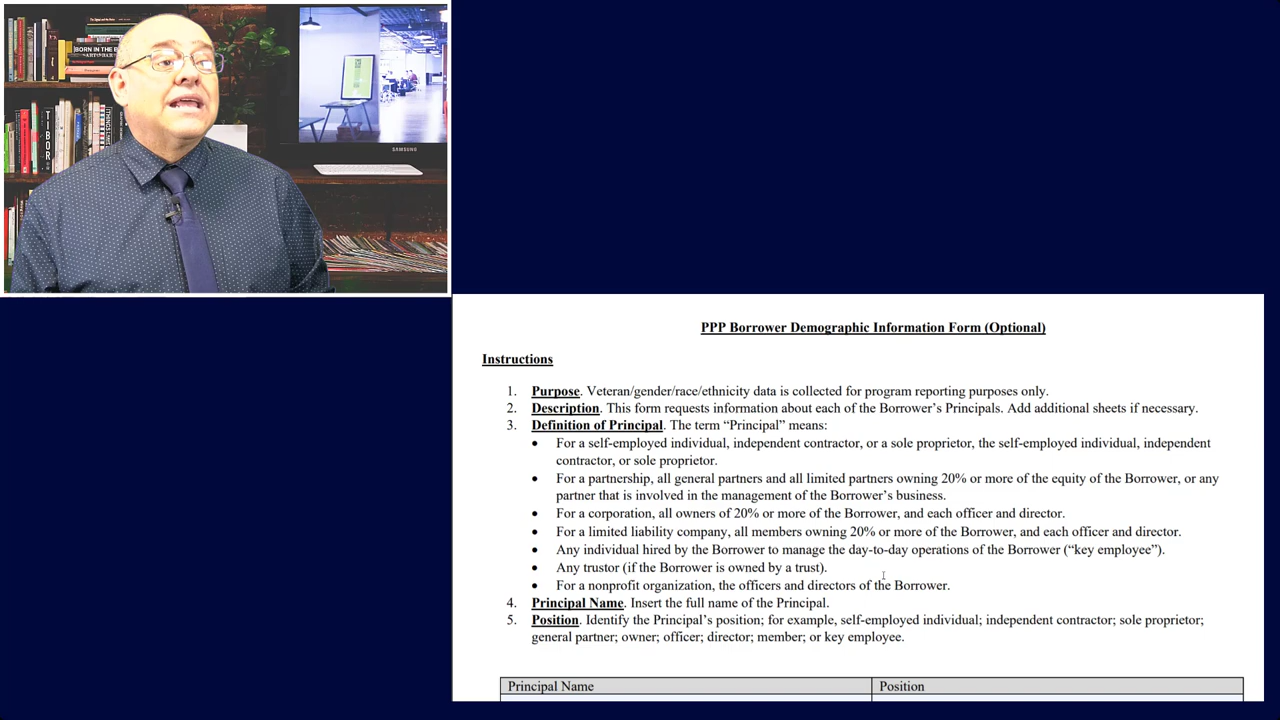 BORN IN THE
TIBOR
SAMSUNG
PPP Borrower Demographic Information Form (Optional)
Instructions
1. Purpose. Veteran/gender/race/ethnicity data is collected for program reporting purposes only.
2. Description. This form requests information about each of the Borrower’s Principals. Add additional sheets if necessary.
3. Definition of Principal. The term “Principal” means:
• For a self-employed individual, independent contractor, or a sole proprietor, the self-employed individual, independent
contractor, or sole proprietor.
• For a partnership, all general partners and all limited partners owning 20% or more of the equity of the Borrower, or any
partner that is involved in the management of the Borrower’s business.
• For a corporation, all owners of 20% or more of the Borrower, and each officer and director.
• For a limited liability company, all members owning 20% or more of the Borrower, and each officer and director.
• Any individual hired by the Borrower to manage the day-to-day operations of the Borrower (“key employee”).
• Any trustor (if the Borrower is owned by a trust).
• For a nonprofit organization, the officers and directors of the Borrower.
4. Principal Name. Insert the full name of the Principal.
5. Position. Identify the Principal’s position; for example, self-employed individual; independent contractor; sole proprietor;
general partner; owner; officer; director; member; or key employee.
Principal Name Position